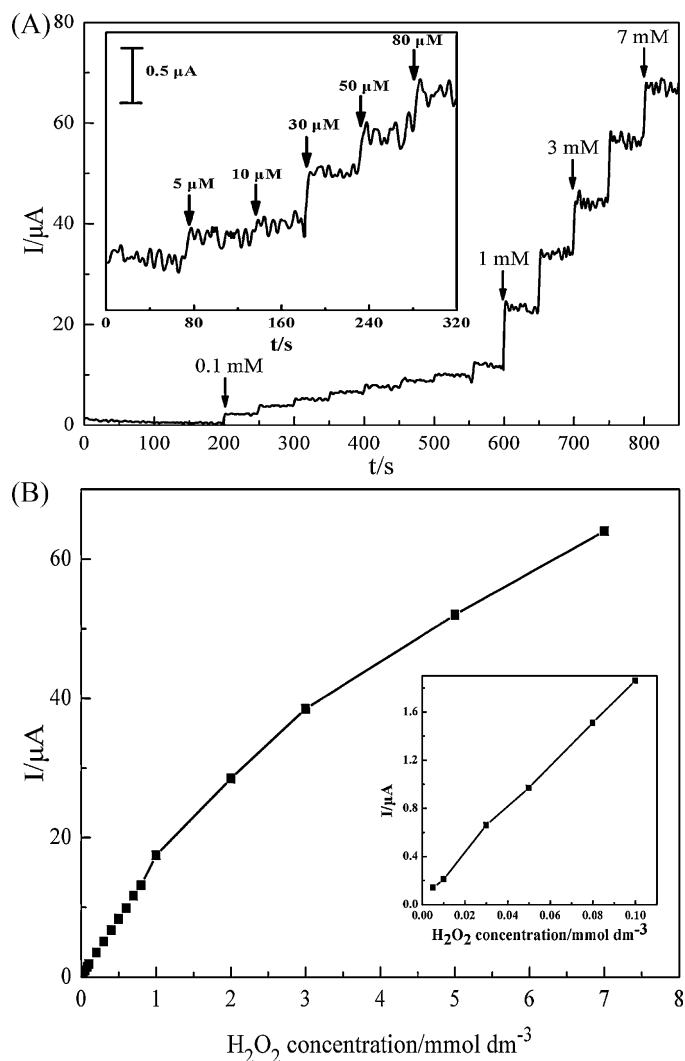 (A)
80
60
40
20
0
I/μA
0.5 μA
5 μM
10 μM
30 μM
50 μM
80 μM
0 80 160 240 320
t/s
0.1 mM
1 mM
3 mM
7 mM
0 100 200 300 400 500 600 700 800
t/s
(B)
60
40
20
0
I/μA
1.6
1.2
0.8
0.4
0.0
I/μA
0.00 0.02 0.04 0.06 0.08 0.10
H₂O₂ concentration/mmol dm⁻³
0 1 2 3 4 5 6 7 8
H₂O₂ concentration/mmol dm⁻³